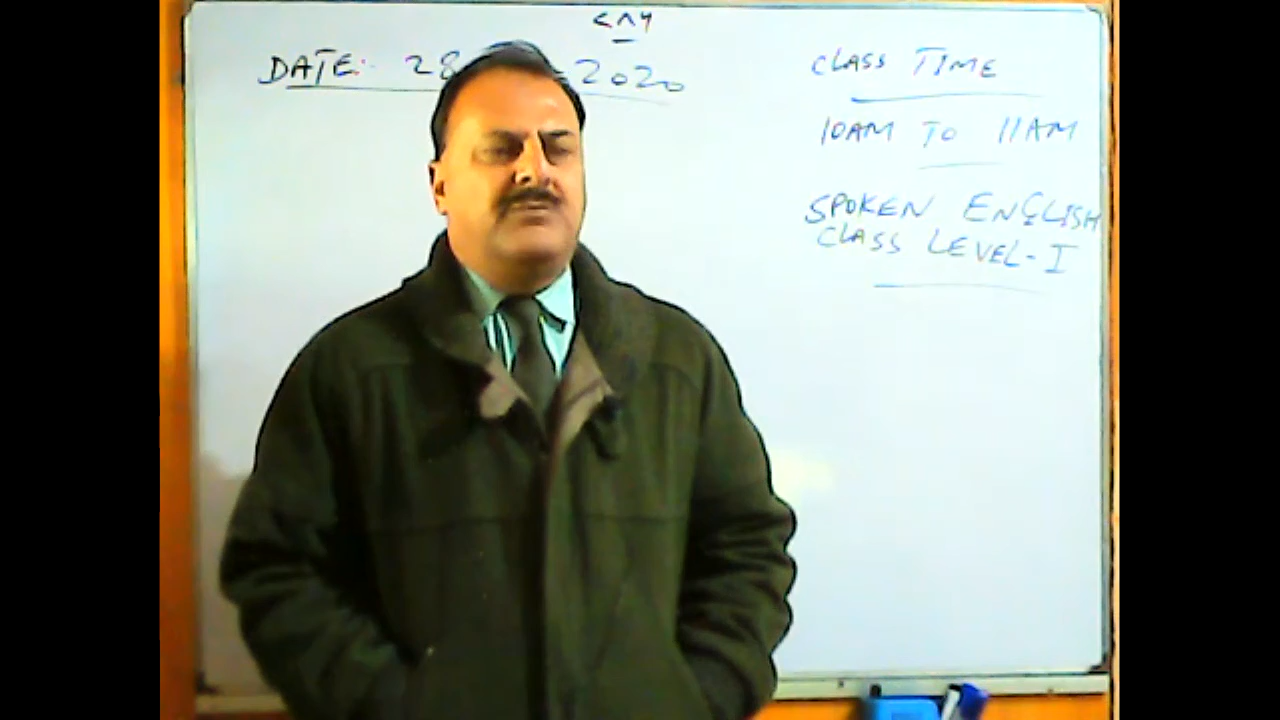 DATE: 28 - 2020
CLASS TIME
10AM TO 11AM
SPOKEN ENGLISH
CLASS LEVEL-I